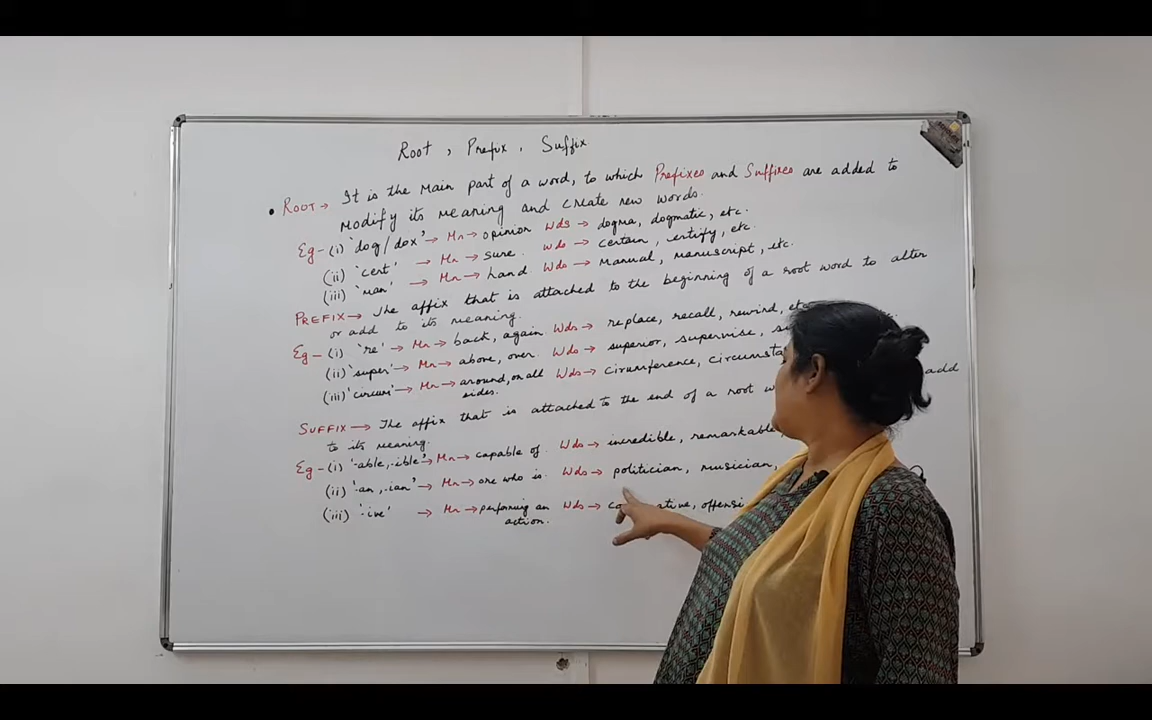 Root, Prefix, Suffix
• ROOT → It is the main part of a word, to which Prefixes and Suffixes are added to
modify its meaning and create new words.
Eg- (i) 'dog/dox' → Mn → opinion Wds → dogma, dogmatic, etc.
(ii) 'cert' → Mn → sure. Wds → certain, certify, etc.
(iii) 'man' → Mn → hand Wds → manual, manuscript, etc.
PREFIX → The affix that is attached to the beginning of a root word to alter
or add to its meaning.
Eg- (i) 're' → Mn → back, again Wds → replace, recall, rewind, etc
(ii) 'super' → Mn → above, over. Wds → superior, supervise,
(iii) 'circum' → Mn → around, on all Wds → cirumference,
sides.
SUFFIX → The affix that is attached to the end of a root add
to its meaning.
Eg- (i) '-able, -ible' → Mn → capable of. Wds → incredible, remarkable,
(ii) '-an, -ian' → Mn → one who is. Wds → politician, musician,
(iii) '-ive' → Mn → performing an Wds →
action.